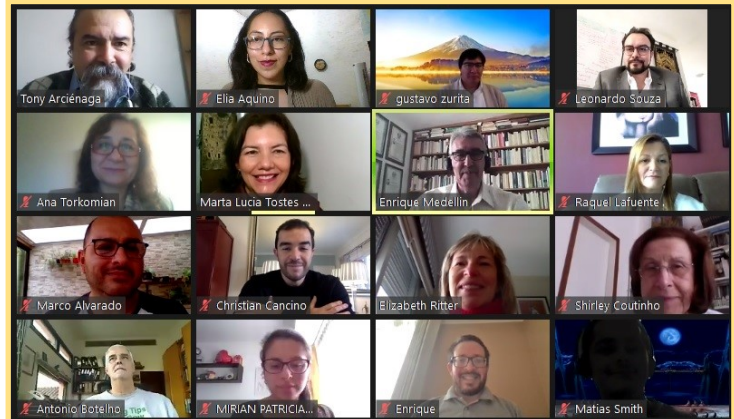 Tony Arciénaga
Elia Aquino
gustavo zurita
Leonardo Souza
Ana Torkomian
Marta Lucia Tostes ...
Enrique Medellin
Raquel Lafuente
Marco Alvarado
Christian Cancino
Elizabeth Ritter
Shirley Coutinho
Antonio Botelho
MIRIAN PATRICIA...
Enrique
Matias Smith